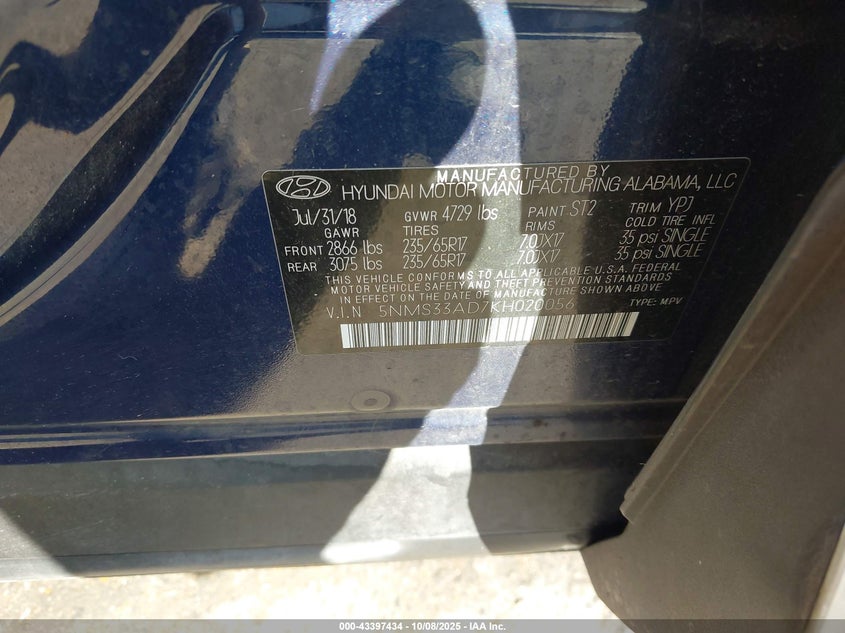 MANUFACTURED BY
HYUNDAI MOTOR MANUFACTURING ALABAMA, LLC
Jul/31/18 GVWR 4729 lbs PAINT ST2 TRIM YPJ
GAWR TIRES RIMS COLD TIRE INFL
FRONT 2866 lbs 235/65R17 7.0JX17 35 psi SINGLE
REAR 3075 lbs 235/65R17 7.0JX17 35 psi SINGLE
THIS VEHICLE CONFORMS TO ALL APPLICABLE U.S.A. FEDERAL
MOTOR VEHICLE SAFETY AND THEFT PREVENTION STANDARDS
IN EFFECT ON THE DATE OF MANUFACTURE SHOWN ABOVE
V.I.N 5NMS33AD7KH020056 TYPE: MPV
000-43397434 - 10/08/2025 - IAA Inc.